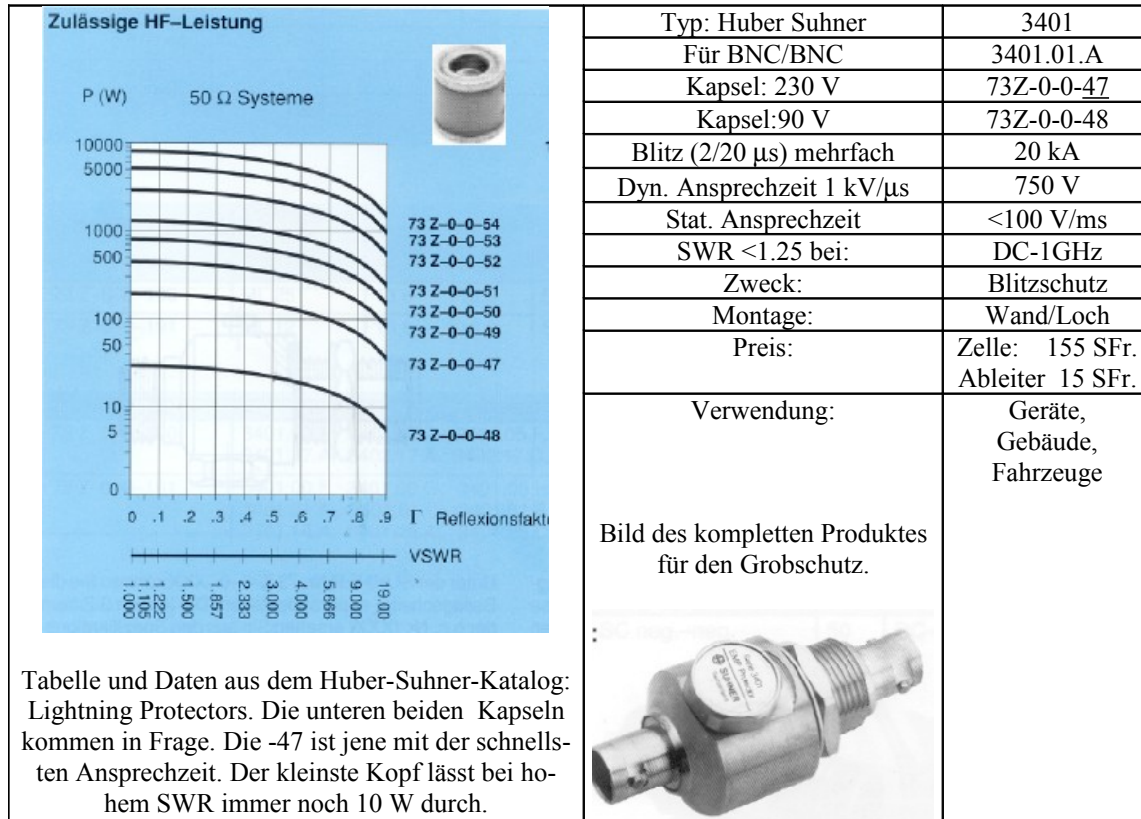 Zulässige HF–Leistung
P (W)
50 Ω Systeme
10000
5000
1000
500
100
50
10
5
0
73 Z–0–0–54
73 Z–0–0–53
73 Z–0–0–52
73 Z–0–0–51
73 Z–0–0–50
73 Z–0–0–49
73 Z–0–0–47
73 Z–0–0–48
0 .1 .2 .3 .4 .5 .6 .7 .8 .9 Γ Reflexionsfakt
VSWR
1.000 1.105 1.222 1.500 1.857 2.333 3.000 4.000 5.666 9.000 19.00
Tabelle und Daten aus dem Huber-Suhner-Katalog:
Lightning Protectors. Die unteren beiden Kapseln
kommen in Frage. Die -47 ist jene mit der schnells-
ten Ansprechzeit. Der kleinste Kopf lässt bei ho-
hem SWR immer noch 10 W durch.
Typ: Huber Suhner 3401
Für BNC/BNC 3401.01.A
Kapsel: 230 V 73Z-0-0-47
Kapsel:90 V 73Z-0-0-48
Blitz (2/20 μs) mehrfach 20 kA
Dyn. Ansprechzeit 1 kV/μs 750 V
Stat. Ansprechzeit <100 V/ms
SWR <1.25 bei: DC-1GHz
Zweck: Blitzschutz
Montage: Wand/Loch
Preis: Zelle: 155 SFr.
Ableiter 15 SFr.
Verwendung: Geräte,
Gebäude,
Fahrzeuge
Bild des kompletten Produktes
für den Grobschutz.
:
SUHNER
EMP Protector